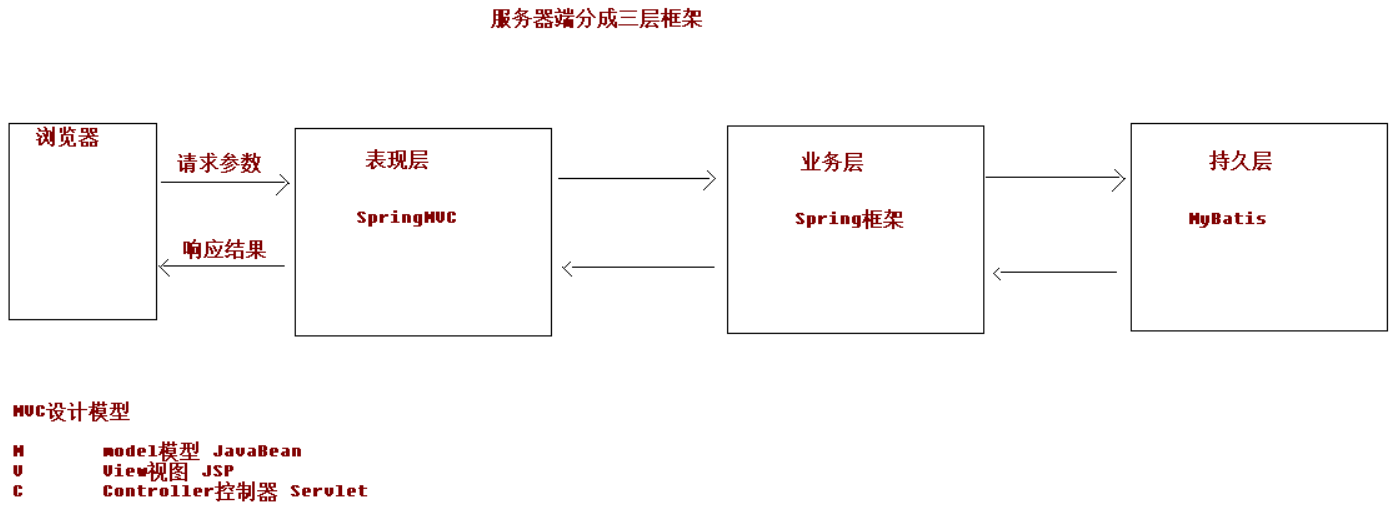 服务器端分成三层框架
浏览器
请求参数
响应结果
表现层
SpringMVC
业务层
Spring框架
持久层
MyBatis
MVC设计模型
M model模型 JavaBean
V View视图 JSP
C Controller控制器 Servlet